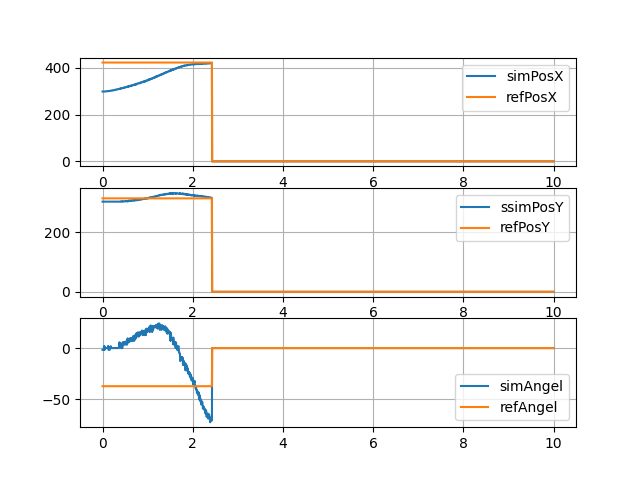 400
200
0
simPosX
refPosX
0 2 4 6 8 10
200
0
ssimPosY
refPosY
0 2 4 6 8 10
0
−50
simAngel
refAngel
0 2 4 6 8 10